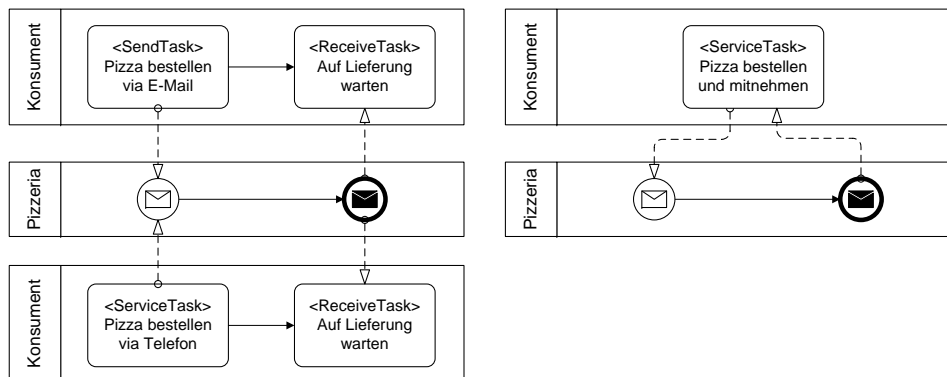 Konsument
<SendTask>
Pizza bestellen
via E-Mail
<ReceiveTask>
Auf Lieferung
warten
Pizzeria
Konsument
<ServiceTask>
Pizza bestellen
via Telefon
<ReceiveTask>
Auf Lieferung
warten
Konsument
<ServiceTask>
Pizza bestellen
und mitnehmen
Pizzeria